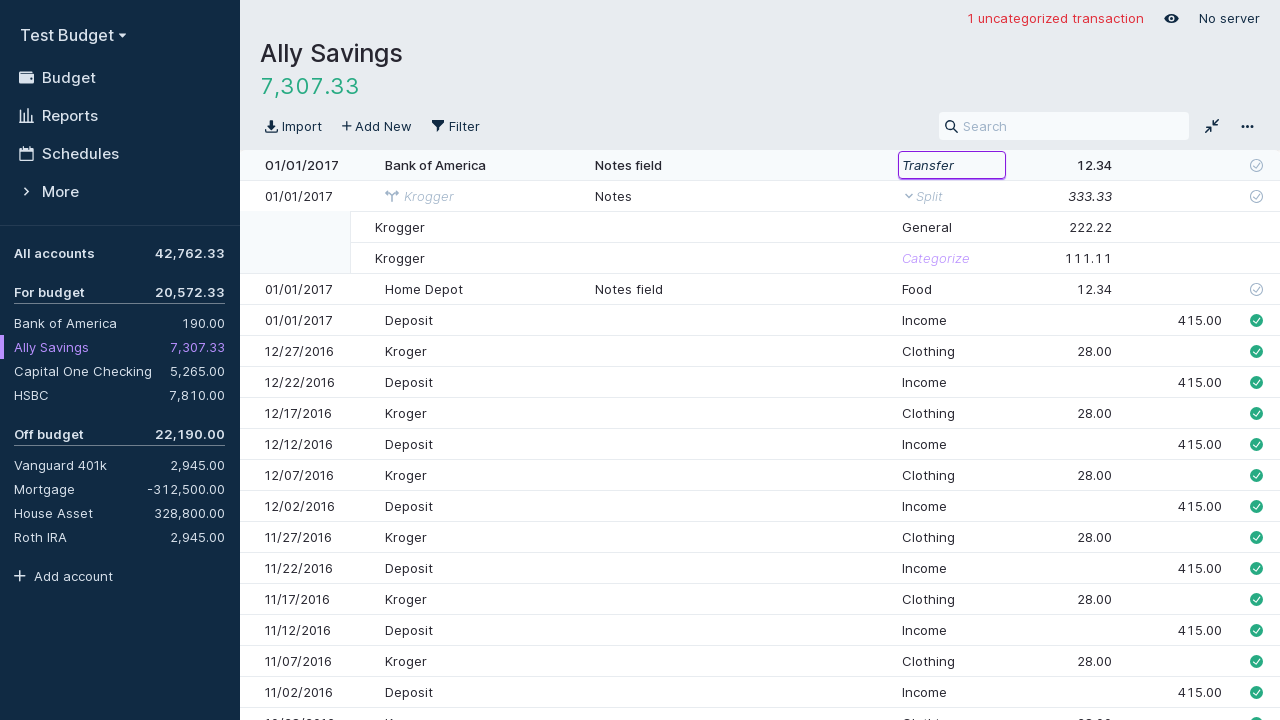 Test Budget
Budget
Reports
Schedules
More
All accounts 42,762.33
For budget 20,572.33
Bank of America 190.00
Ally Savings 7,307.33
Capital One Checking 5,265.00
HSBC 7,810.00
Off budget 22,190.00
Vanguard 401k 2,945.00
Mortgage -312,500.00
House Asset 328,800.00
Roth IRA 2,945.00
Add account
1 uncategorized transaction No server
Ally Savings
7,307.33
Import Add New Filter Search
01/01/2017 Bank of America Notes field Transfer 12.34
01/01/2017 Krogger Notes Split 333.33
Krogger General 222.22
Krogger Categorize 111.11
01/01/2017 Home Depot Notes field Food 12.34
01/01/2017 Deposit Income 415.00
12/27/2016 Kroger Clothing 28.00
12/22/2016 Deposit Income 415.00
12/17/2016 Kroger Clothing 28.00
12/12/2016 Deposit Income 415.00
12/07/2016 Kroger Clothing 28.00
12/02/2016 Deposit Income 415.00
11/27/2016 Kroger Clothing 28.00
11/22/2016 Deposit Income 415.00
11/17/2016 Kroger Clothing 28.00
11/12/2016 Deposit Income 415.00
11/07/2016 Kroger Clothing 28.00
11/02/2016 Deposit Income 415.00